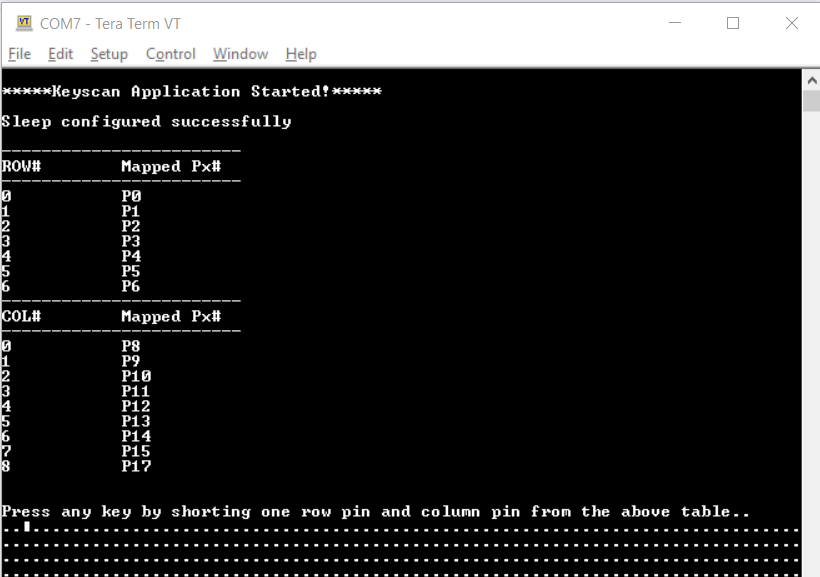 COM7 - Tera Term VT
File Edit Setup Control Window Help
*****Keyscan Application Started!*****
Sleep configured successfully
------------------------
ROW# Mapped Px#
------------------------
0 P0
1 P1
2 P2
3 P3
4 P4
5 P5
6 P6
------------------------
COL# Mapped Px#
------------------------
0 P8
1 P9
2 P10
3 P11
4 P12
5 P13
6 P14
7 P15
8 P17
Press any key by shorting one row pin and column pin from the above table..
................................................................................
................................................................................
................................................................................
................................................................................